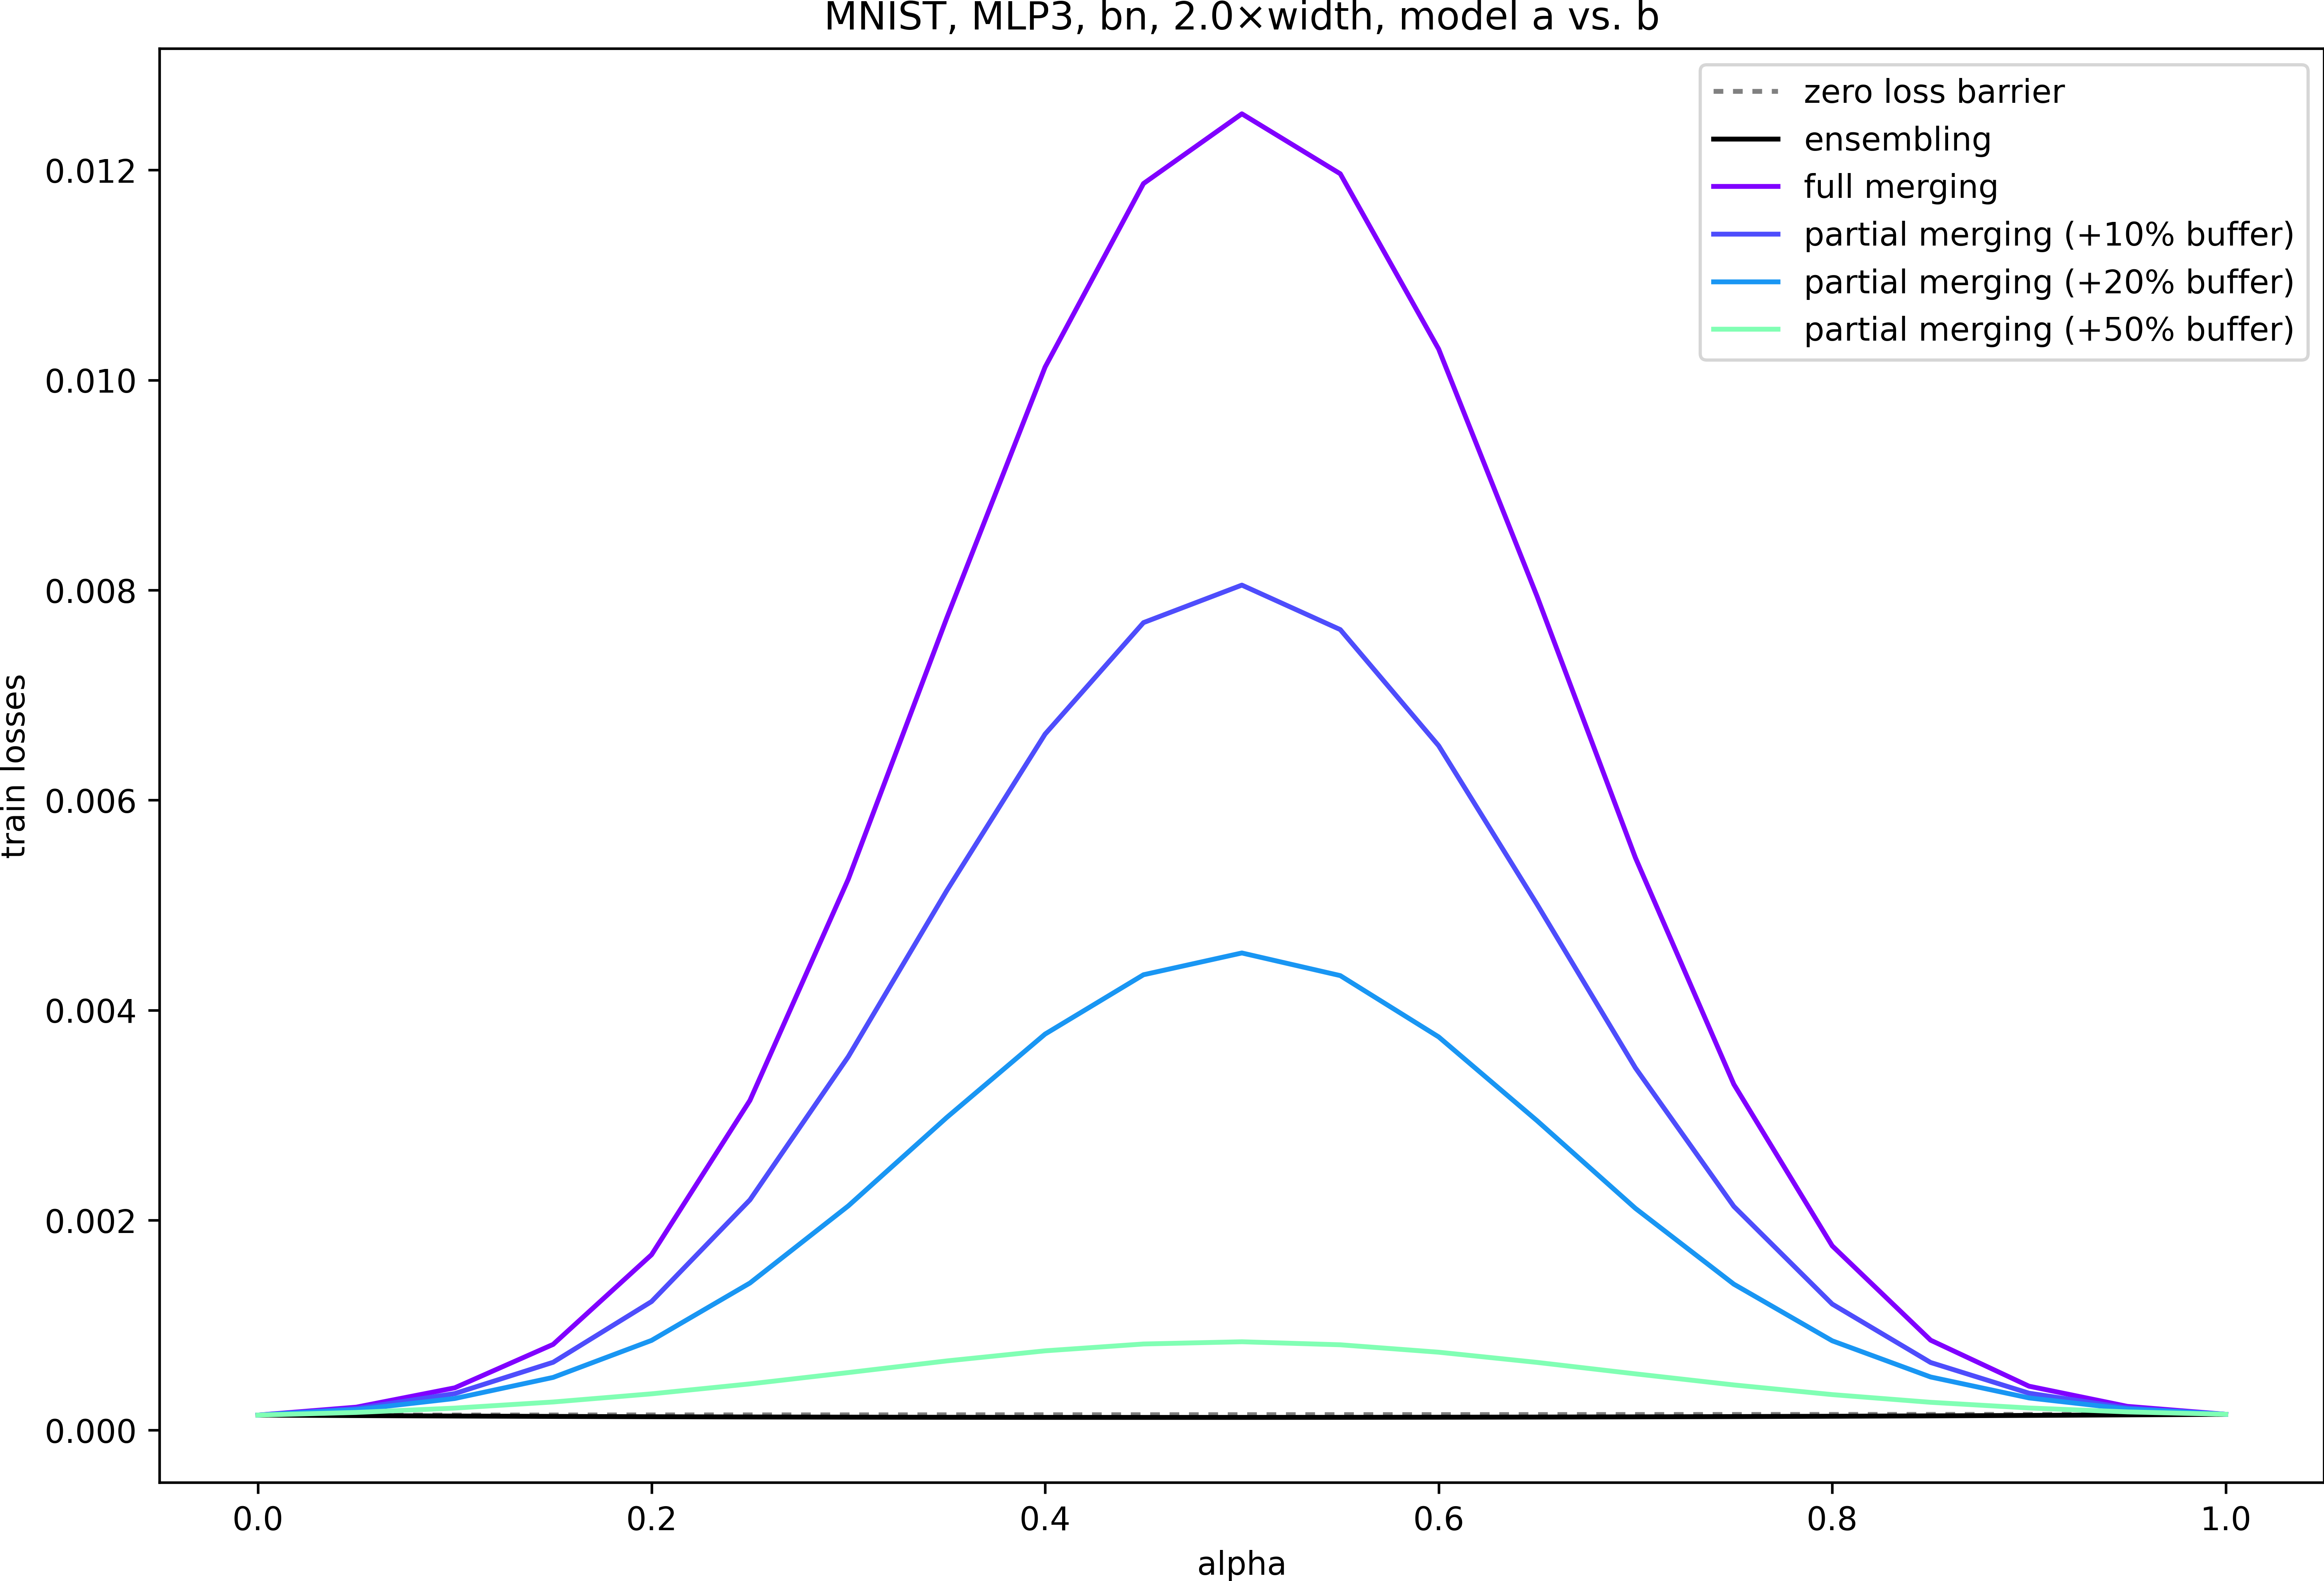 MNIST, MLP3, bn, 2.0×width, model a vs. b
zero loss barrier
ensembling
full merging
partial merging (+10% buffer)
partial merging (+20% buffer)
partial merging (+50% buffer)
train losses
0.012
0.010
0.008
0.006
0.004
0.002
0.000
0.0 0.2 0.4 0.6 0.8 1.0
alpha